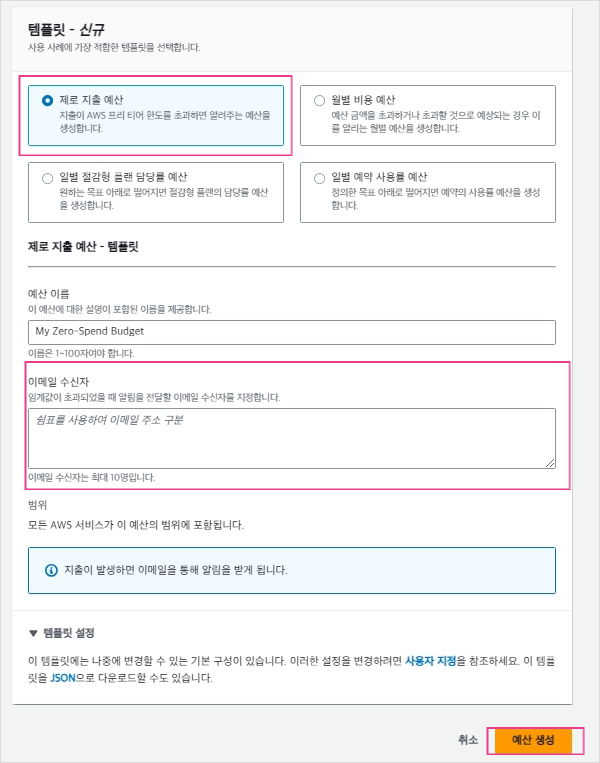 템플릿 - 신규
사용 사례에 가장 적합한 템플릿을 선택합니다.
제로 지출 예산
지출이 AWS 프리 티어 한도를 초과하면 알려주는 예산을
생성합니다.
월별 비용 예산
예산 금액을 초과하거나 초과할 것으로 예상되는 경우 이
를 알리는 월별 예산을 생성합니다.
일별 절감형 플랜 담당률 예산
원하는 목표 아래로 떨어지면 절감형 플랜의 담당률 예산
을 생성합니다.
일별 예약 사용률 예산
정의한 목표 아래로 떨어지면 예약의 사용률 예산을 생성
합니다.
제로 지출 예산 - 템플릿
예산 이름
이 예산에 대한 설명이 포함된 이름을 제공합니다.
My Zero-Spend Budget
이름은 1~100자여야 합니다.
이메일 수신자
임계값이 초과되었을 때 알림을 전달할 이메일 수신자를 지정합니다.
쉼표를 사용하여 이메일 주소 구분
이메일 수신자는 최대 10명입니다.
범위
모든 AWS 서비스가 이 예산의 범위에 포함됩니다.
지출이 발생하면 이메일을 통해 알림을 받게 됩니다.
▼ 템플릿 설정
이 템플릿에는 나중에 변경할 수 있는 기본 구성이 있습니다. 이러한 설정을 변경하려면 사용자 지정을 참조하세요. 이 템플
릿을 JSON으로 다운로드할 수도 있습니다.
취소
예산 생성